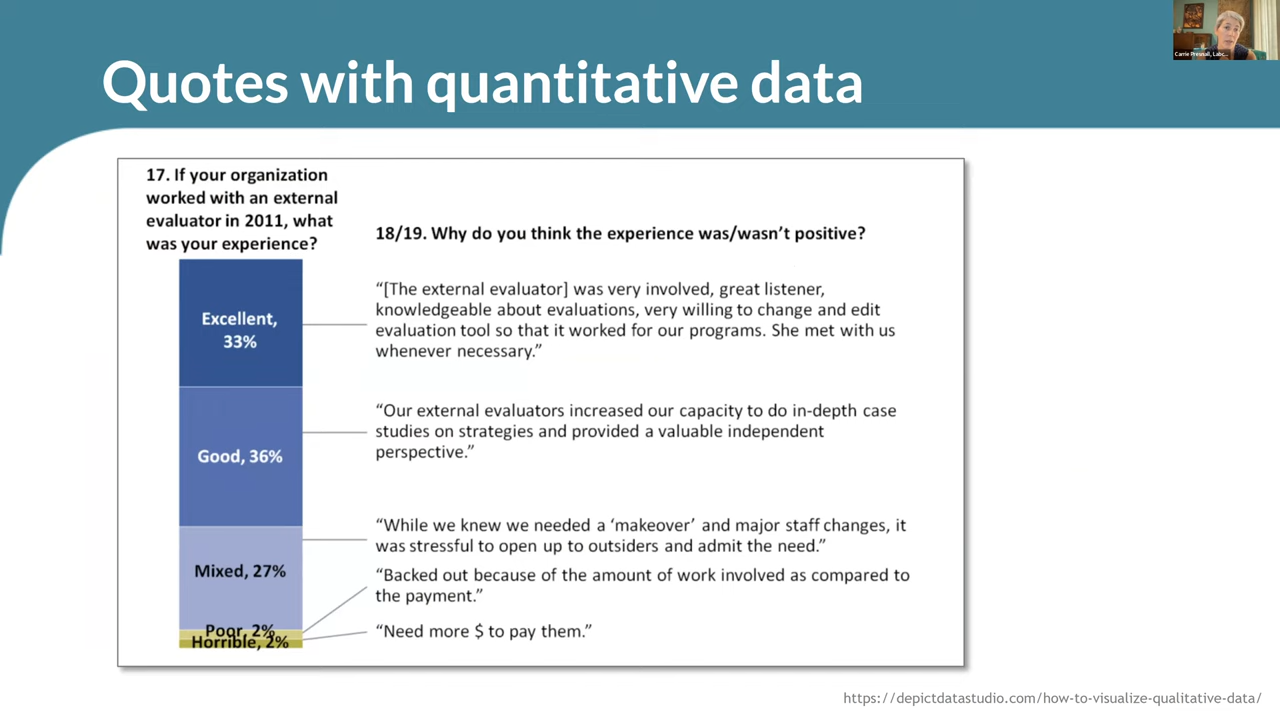 Quotes with quantitative data
Carrie Presnall, Labc...
17. If your organization
worked with an external
evaluator in 2011, what
was your experience?
18/19. Why do you think the experience was/wasn’t positive?
Excellent,
33%
“[The external evaluator] was very involved, great listener,
knowledgeable about evaluations, very willing to change and edit
evaluation tool so that it worked for our programs. She met with us
whenever necessary.”
Good, 36%
“Our external evaluators increased our capacity to do in-depth case
studies on strategies and provided a valuable independent
perspective.”
Mixed, 27%
“While we knew we needed a ‘makeover’ and major staff changes, it
was stressful to open up to outsiders and admit the need.”
Poor, 2%
“Backed out because of the amount of work involved as compared to
the payment.”
Horrible, 2%
“Need more $ to pay them.”
https://depictdatastudio.com/how-to-visualize-qualitative-data/